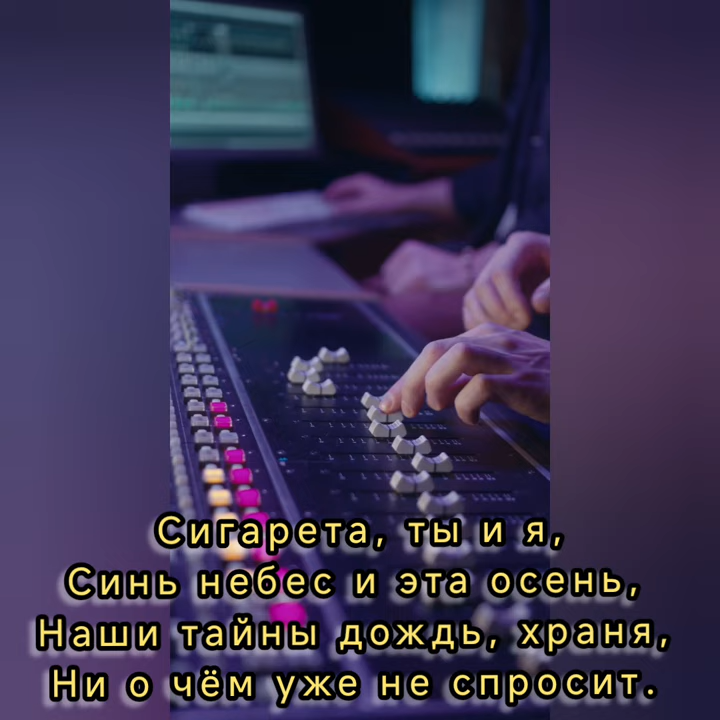 Сигарета, ты и я,
Синь небес и эта осень,
Наши тайны дождь, храня,
Ни о чём уже не спросит.